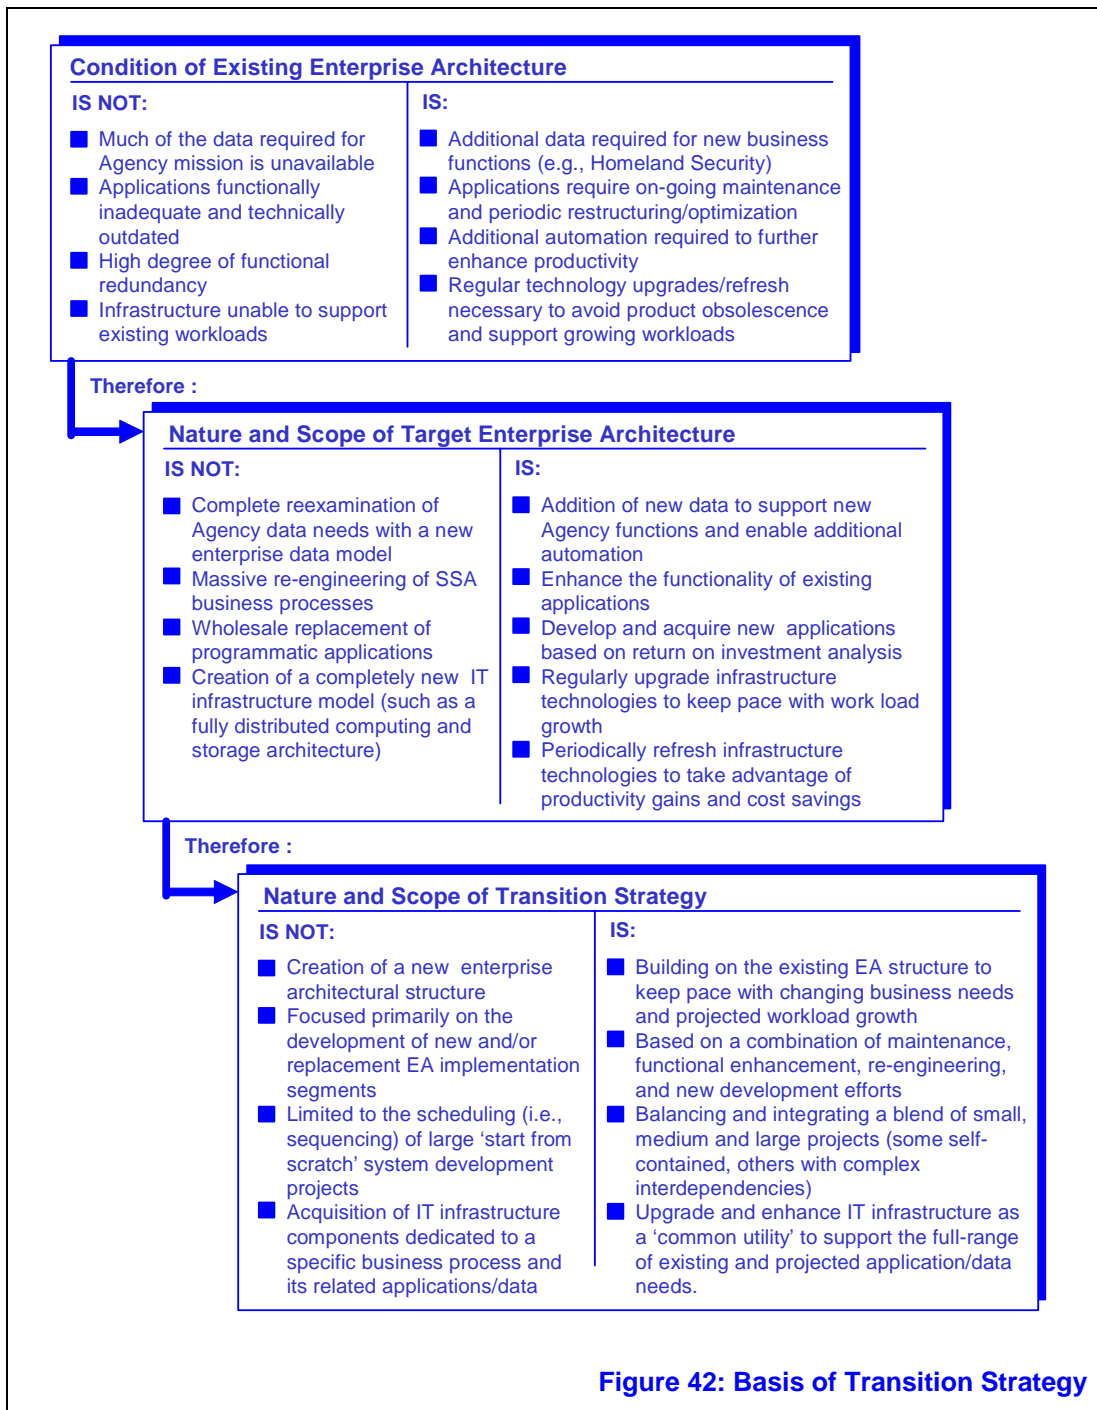 Condition of Existing Enterprise Architecture
IS NOT:
Much of the data required for
Agency mission is unavailable
Applications functionally
inadequate and technically
outdated
High degree of functional
redundancy
Infrastructure unable to support
existing workloads
IS:
Additional data required for new business
functions (e.g., Homeland Security)
Applications require on-going maintenance
and periodic restructuring/optimization
Additional automation required to further
enhance productivity
Regular technology upgrades/refresh
necessary to avoid product obsolescence
and support growing workloads
Therefore :
Nature and Scope of Target Enterprise Architecture
IS NOT:
Complete reexamination of
Agency data needs with a new
enterprise data model
Massive re-engineering of SSA
business processes
Wholesale replacement of
programmatic applications
Creation of a completely new IT
infrastructure model (such as a
fully distributed computing and
storage architecture)
IS:
Addition of new data to support new
Agency functions and enable additional
automation
Enhance the functionality of existing
applications
Develop and acquire new applications
based on return on investment analysis
Regularly upgrade infrastructure
technologies to keep pace with work load
growth
Periodically refresh infrastructure
technologies to take advantage of
productivity gains and cost savings
Therefore :
Nature and Scope of Transition Strategy
IS NOT:
Creation of a new enterprise
architectural structure
Focused primarily on the
development of new and/or
replacement EA implementation
segments
Limited to the scheduling (i.e.,
sequencing) of large ‘start from
scratch’ system development
projects
Acquisition of IT infrastructure
components dedicated to a
specific business process and
its related applications/data
IS:
Building on the existing EA structure to
keep pace with changing business needs
and projected workload growth
Based on a combination of maintenance,
functional enhancement, re-engineering,
and new development efforts
Balancing and integrating a blend of small,
medium and large projects (some self-
contained, others with complex
interdependencies)
Upgrade and enhance IT infrastructure as
a ‘common utility’ to support the full-range
of existing and projected application/data
needs.
Figure 42: Basis of Transition Strategy